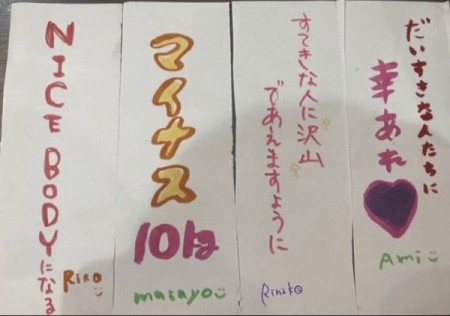 だいすきな人たちに
幸あれ
Ami
すてきな人に沢山
であえますように
Rinako
マイナス
10kg
masayo
NICE BODYになる
Riko